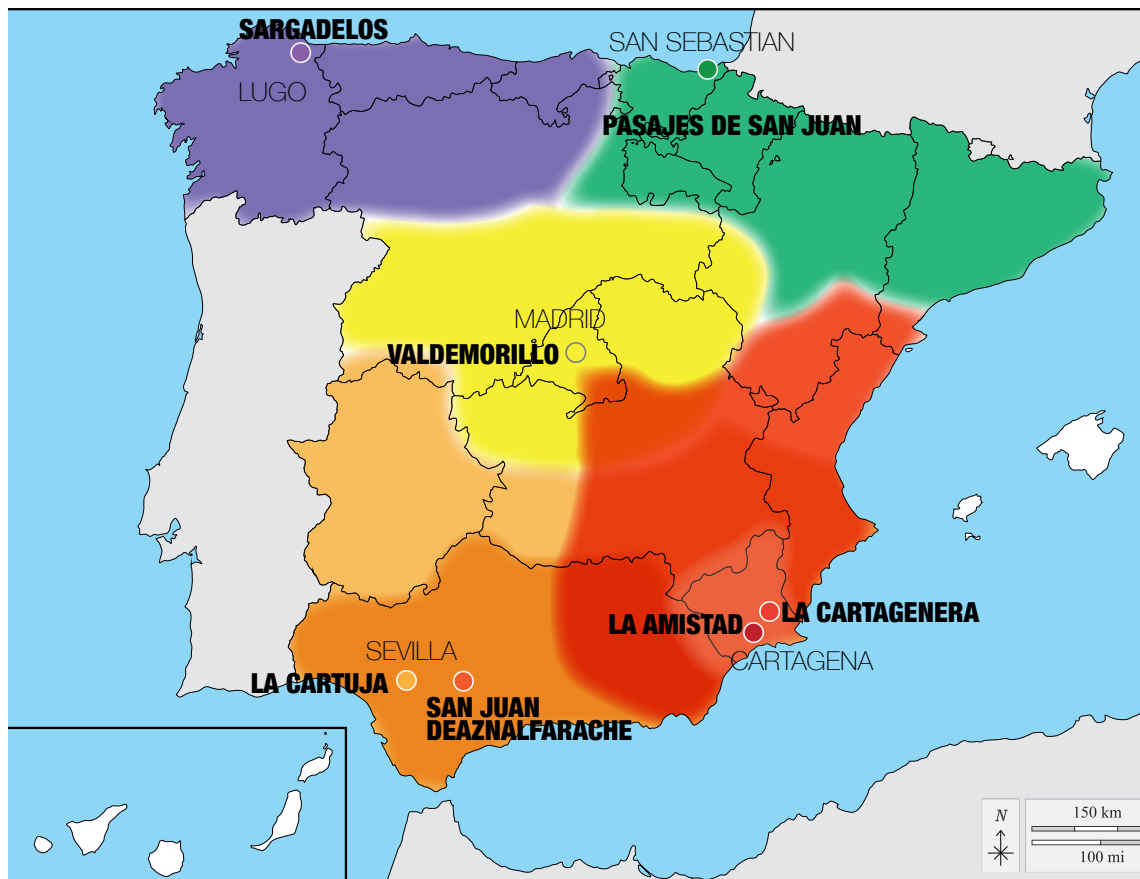 SARGADELOS
LUGO
SAN SEBASTIAN
PASAJES DE SAN JUAN
MADRID
VALDEMORILLO
LA CARTAGENERA
LA AMISTAD
CARTAGENA
SEVILLA
LA CARTUJA
SAN JUAN
DEAZNALFARACHE
N
150 km
100 mi